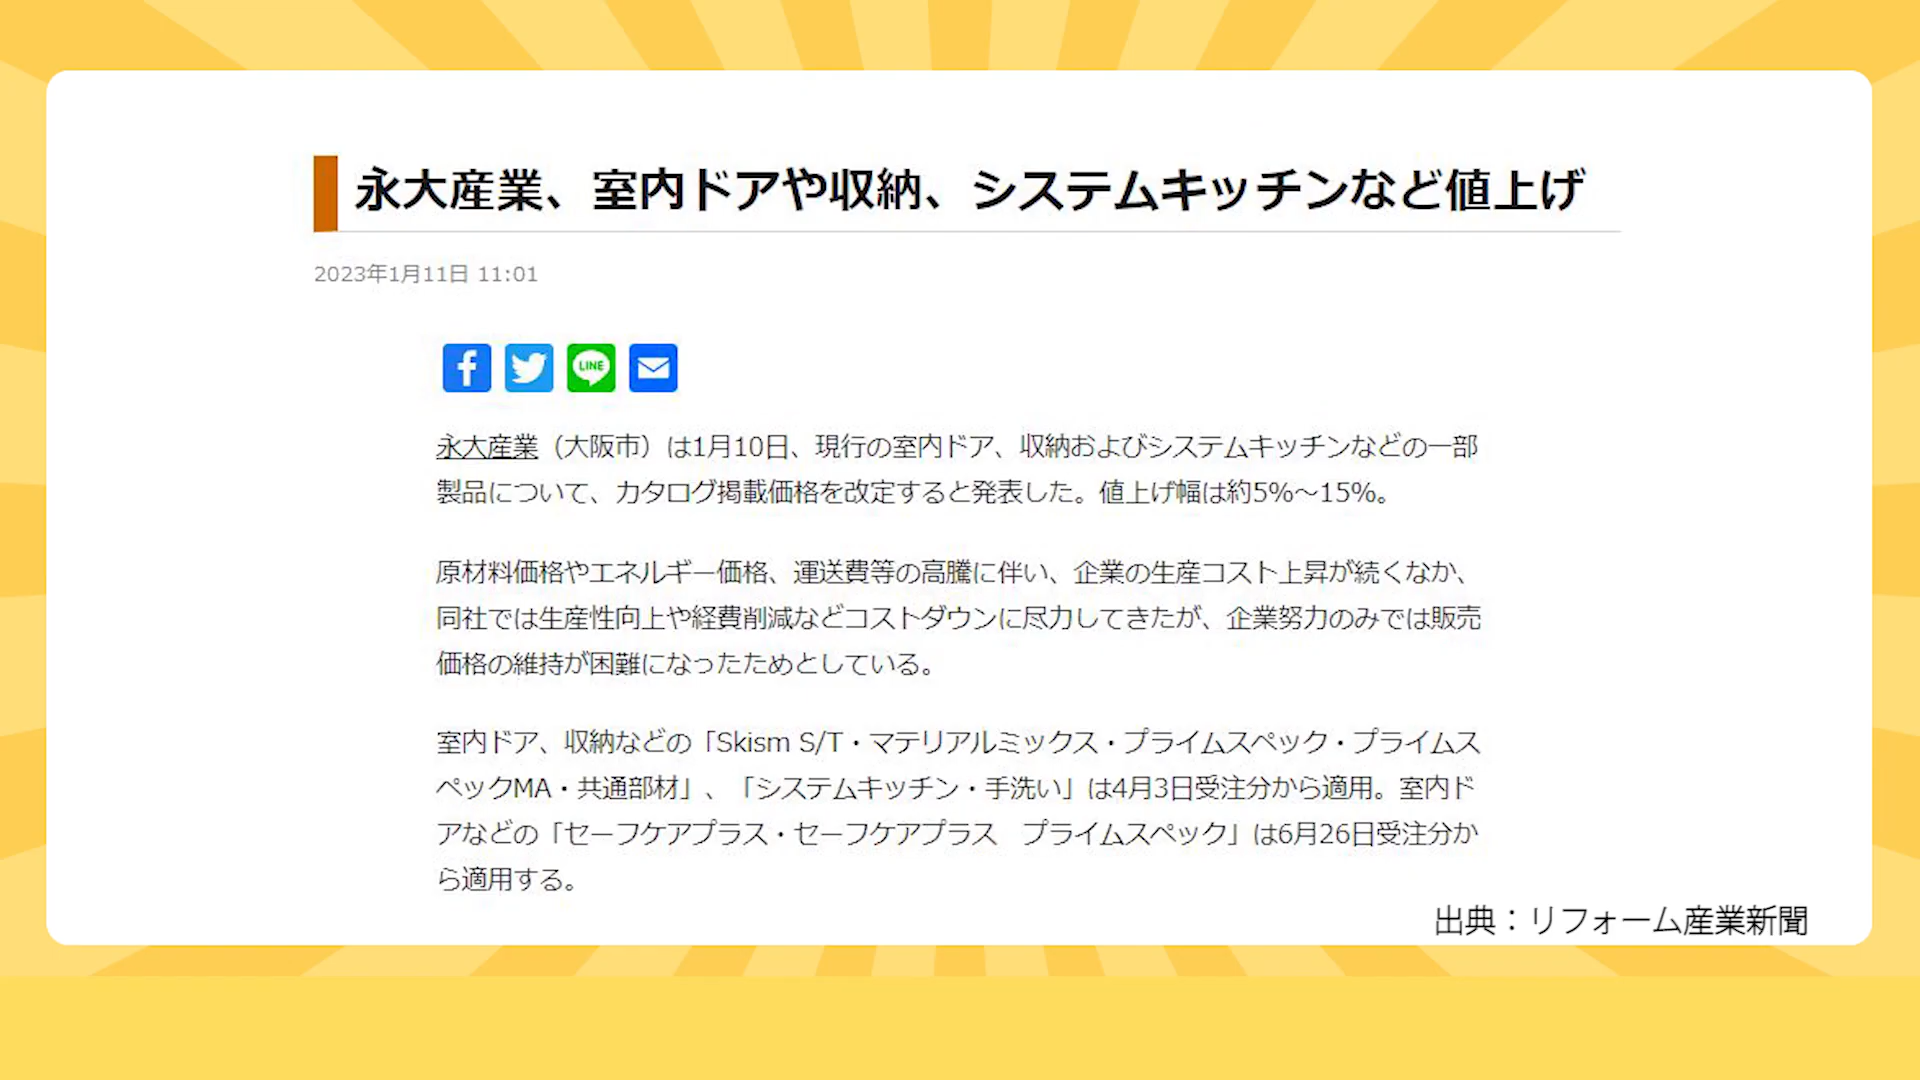 永大産業、室内ドアや収納、システムキッチンなど値上げ
2023年1月11日 11:01
LINE
永大産業（大阪市）は1月10日、現行の室内ドア、収納およびシステムキッチンなどの一部
製品について、カタログ掲載価格を改定すると発表した。値上げ幅は約5%～15%。
原材料価格やエネルギー価格、運送費等の高騰に伴い、企業の生産コスト上昇が続くなか、
同社では生産性向上や経費削減などコストダウンに尽力してきたが、企業努力のみでは販売
価格の維持が困難になったためとしている。
室内ドア、収納などの「Skism S/T・マテリアルミックス・プライムスペック・プライムス
ペックMA・共通部材」、「システムキッチン・手洗い」は4月3日受注分から適用。室内ド
アなどの「セーフケアプラス・セーフケアプラス　プライムスペック」は6月26日受注分か
ら適用する。
出典：リフォーム産業新聞